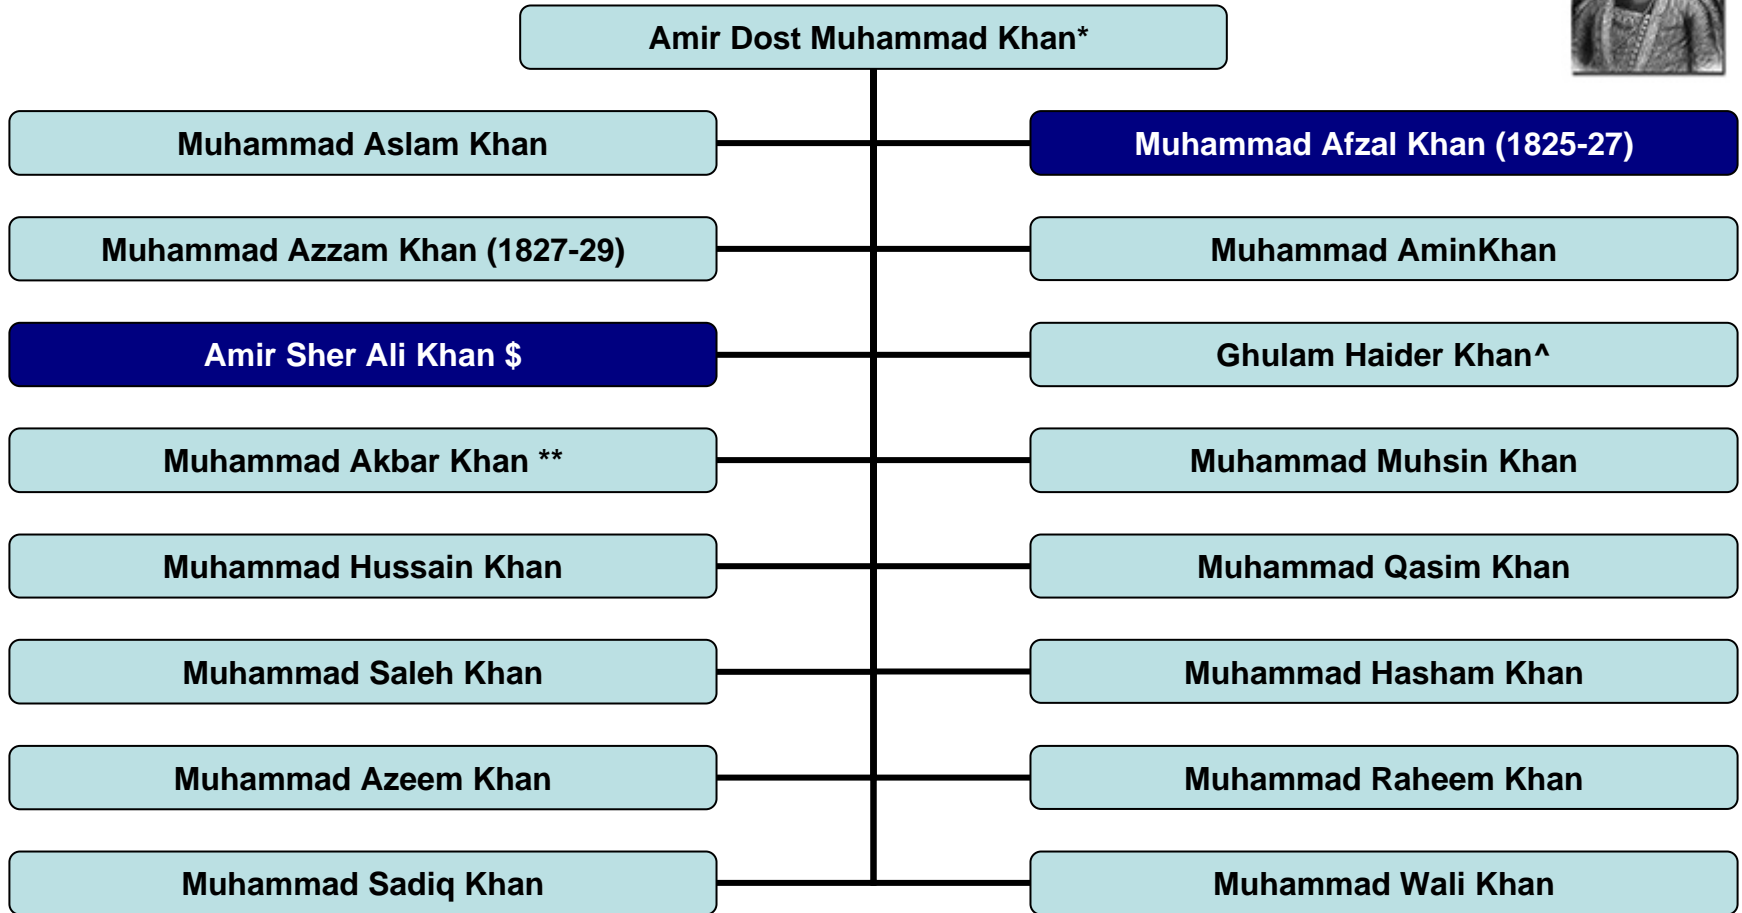 Amir Dost Muhammad Khan*
Muhammad Aslam Khan
Muhammad Afzal Khan (1825-27)
Muhammad Azzam Khan (1827-29)
Muhammad AminKhan
Amir Sher Ali Khan $
Ghulam Haider Khan^
Muhammad Akbar Khan **
Muhammad Muhsin Khan
Muhammad Hussain Khan
Muhammad Qasim Khan
Muhammad Saleh Khan
Muhammad Hasham Khan
Muhammad Azeem Khan
Muhammad Raheem Khan
Muhammad Sadiq Khan
Muhammad Wali Khan